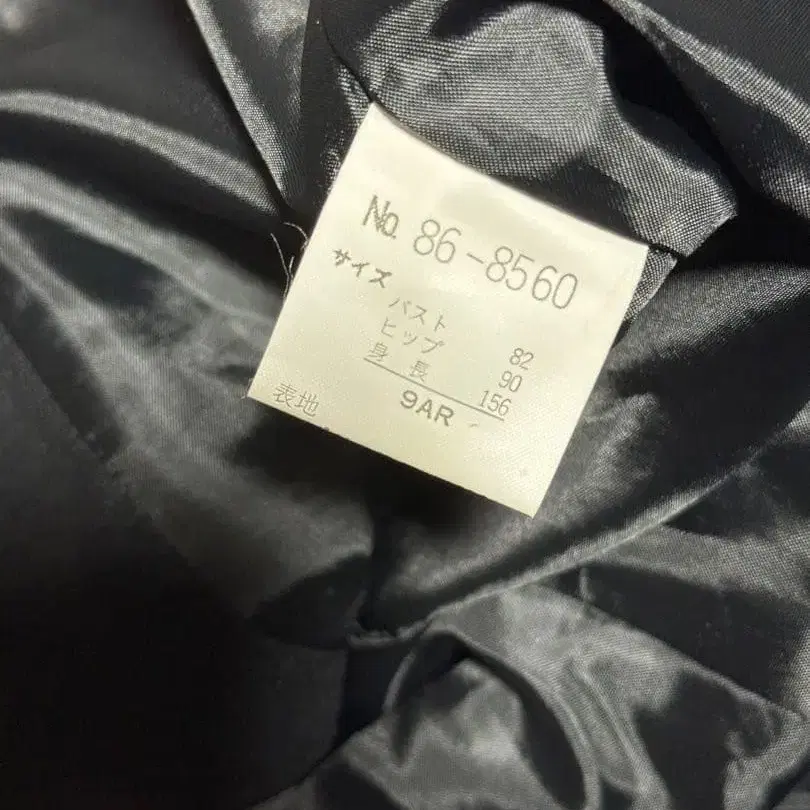 No. 86-8560
サイズ
バスト 82
ヒップ 90
身長 156
9AR
表地